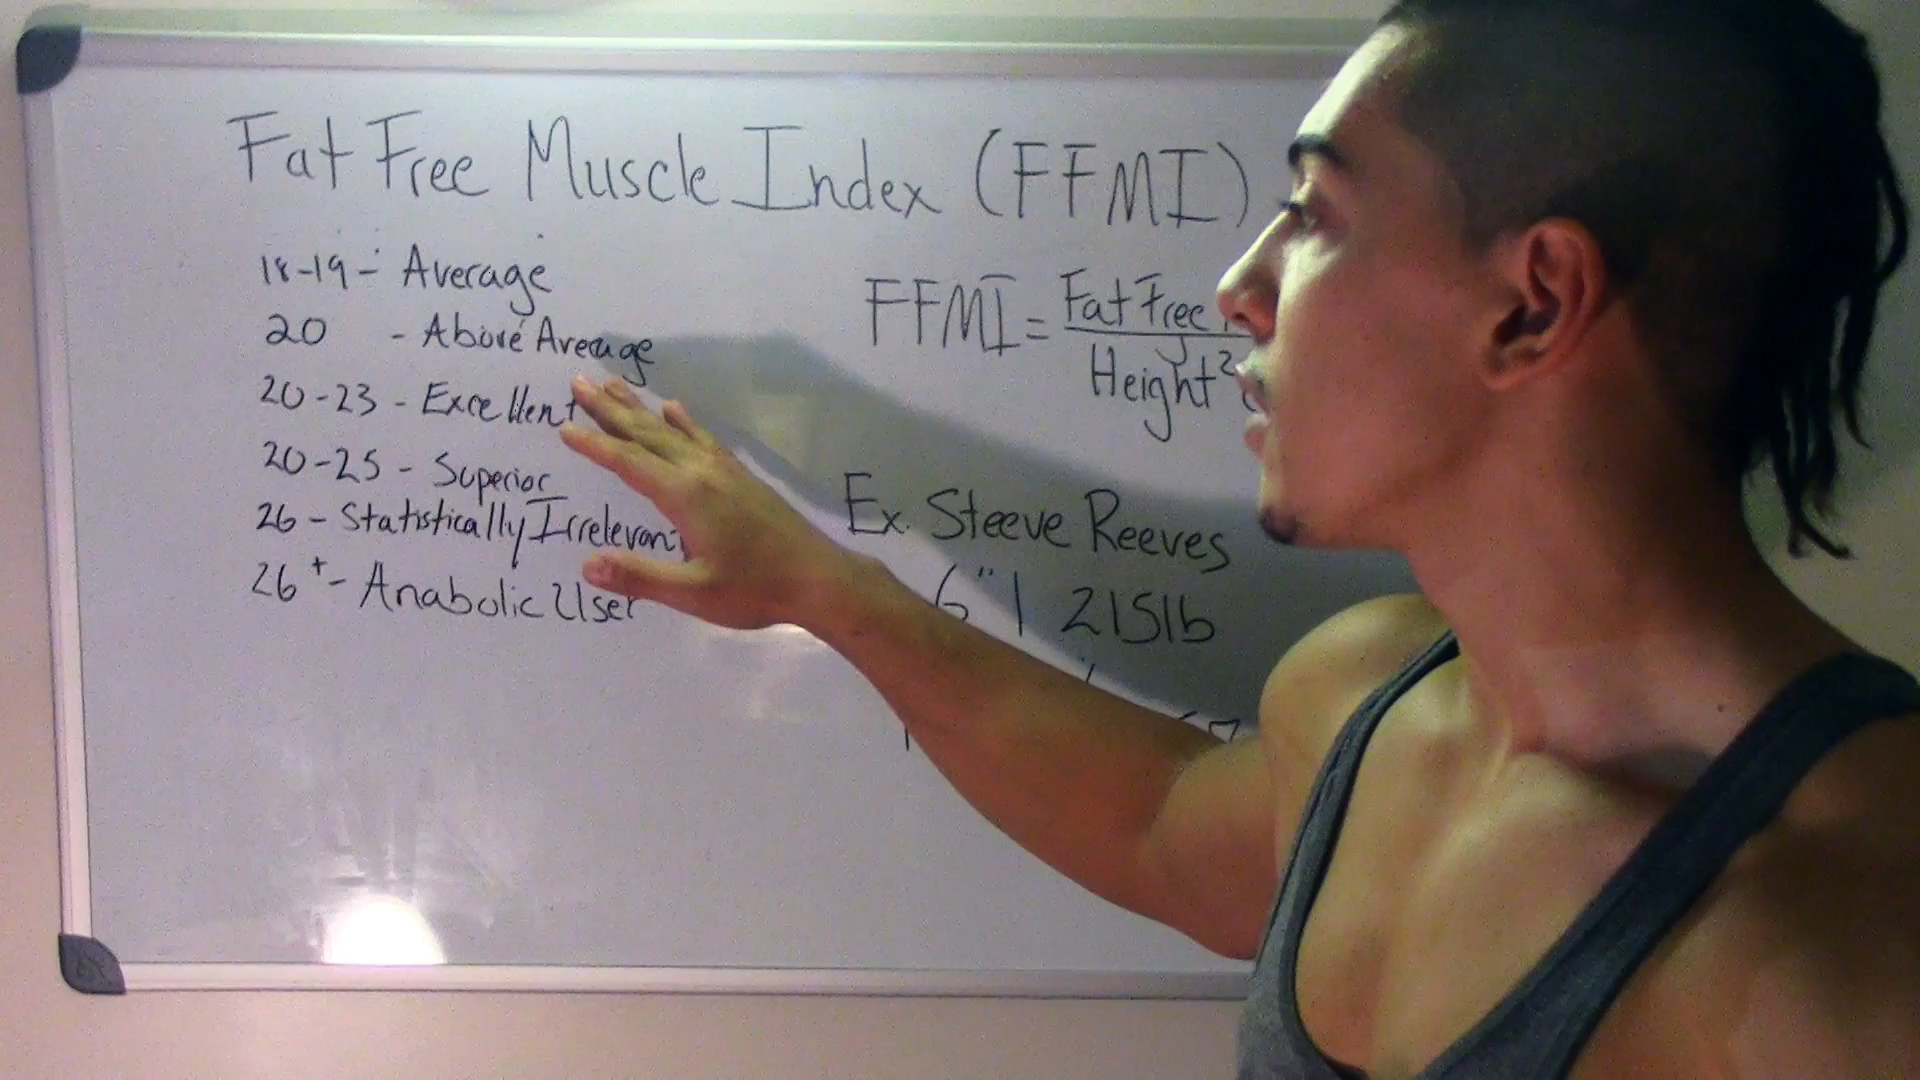 Fat Free Muscle Index (FFMI)
18-19 - Average
20 - Above Average
20-23 - Excellent
20-25 - Superior
26 - Statistically Irrelevant
26+ - Anabolic User
FFMI = Fat Free
Height²
Ex. Steeve Reeves
6" | 215lb